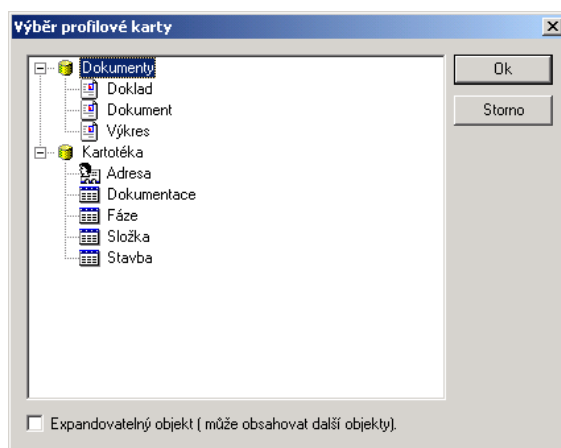 Výběr profilové karty
Dokumenty
Doklad
Dokument
Výkres
Kartotéka
Adresa
Dokumentace
Fáze
Složka
Stavba
Ok
Storno
Expandovatelný objekt ( může obsahovat další objekty).